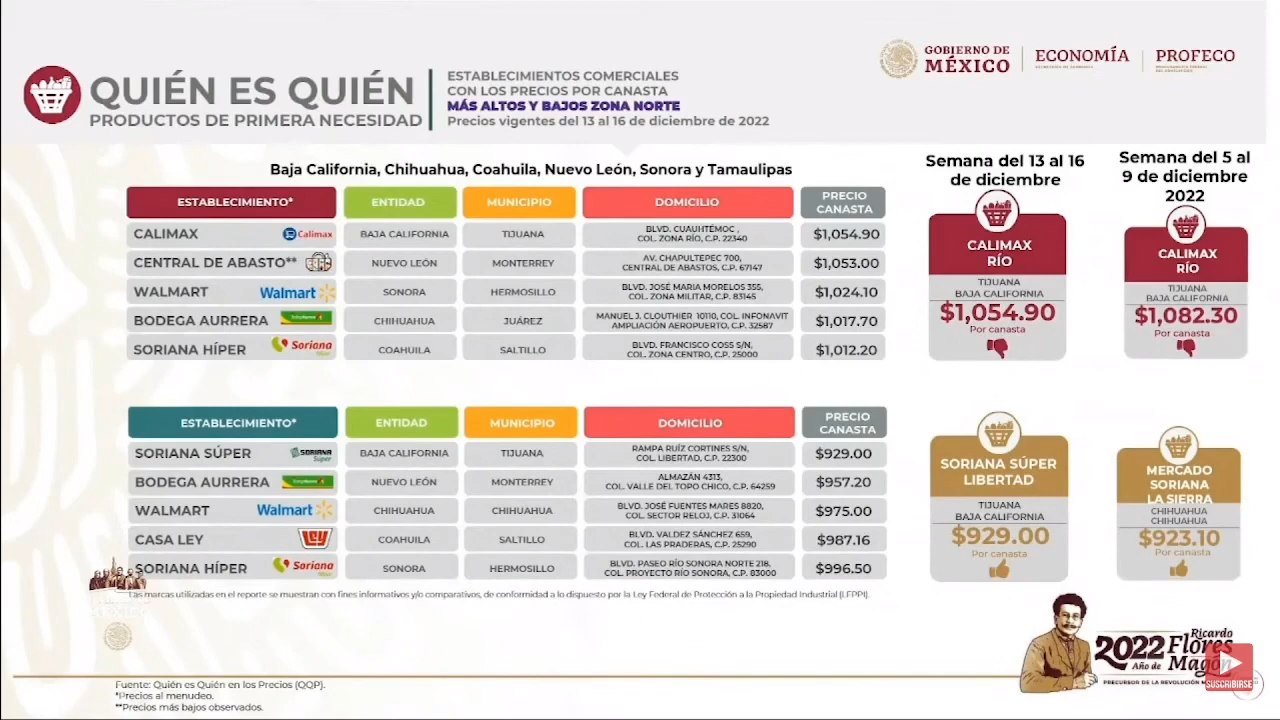 QUIÉN ES QUIÉN
PRODUCTOS DE PRIMERA NECESIDAD
ESTABLECIMIENTOS COMERCIALES
CON LOS PRECIOS POR CANASTA
MÁS ALTOS Y BAJOS ZONA NORTE
Precios vigentes del 13 al 16 de diciembre de 2022
GOBIERNO DE
MÉXICO
ECONOMÍA
PROFECO
Baja California, Chihuahua, Coahuila, Nuevo León, Sonora y Tamaulipas
ESTABLECIMIENTO* ENTIDAD MUNICIPIO DOMICILIO PRECIO
CANASTA
CALIMAX Calimax BAJA CALIFORNIA TIJUANA BLVD. CUAUHTÉMOC ,
COL. ZONA RÍO, C.P. 22340 $1,054.90
CENTRAL DE ABASTO** NUEVO LEÓN MONTERREY AV. CHAPULTEPEC 700,
CENTRAL DE ABASTOS, C.P. 67147 $1,053.00
WALMART Walmart SONORA HERMOSILLO BLVD. JOSÉ MARIA MORELOS 355,
COL. ZONA MILITAR, C.P. 83145 $1,024.10
BODEGA AURRERA CHIHUAHUA JUÁREZ MANUEL J. CLOUTHIER 10110, COL. INFONAVIT
AMPLIACIÓN AEROPUERTO, C.P. 32587 $1,017.70
SORIANA HÍPER Soriana COAHUILA SALTILLO BLVD. FRANCISCO COSS S/N,
COL. ZONA CENTRO, C.P. 25000 $1,012.20
Semana del 13 al 16
de diciembre
CALIMAX
RÍO
TIJUANA
BAJA CALIFORNIA
$1,054.90
Por canasta
Semana del 5 al
9 de diciembre
2022
CALIMAX
RÍO
TIJUANA
BAJA CALIFORNIA
$1,082.30
Por canasta
ESTABLECIMIENTO* ENTIDAD MUNICIPIO DOMICILIO PRECIO
CANASTA
SORIANA SÚPER SORIANA
Súper BAJA CALIFORNIA TIJUANA RAMPA RUÍZ CORTINES S/N,
COL. LIBERTAD, C.P. 22300 $929.00
BODEGA AURRERA NUEVO LEÓN MONTERREY ALMAZÁN 4313,
COL. VALLE DEL TOPO CHICO, C.P. 64259 $957.20
WALMART Walmart CHIHUAHUA CHIHUAHUA BLVD. JOSÉ FUENTES MARES 8820,
COL. SECTOR RELOJ, C.P. 31064 $975.00
CASA LEY LEY COAHUILA SALTILLO BLVD. VALDEZ SÁNCHEZ 659,
COL. LAS PRADERAS, C.P. 25290 $987.16
SORIANA HÍPER Soriana SONORA HERMOSILLO BLVD. PASEO RÍO SONORA NORTE 218,
COL. PROYECTO RÍO SONORA, C.P. 83000 $996.50
SORIANA SÚPER
LIBERTAD
TIJUANA
BAJA CALIFORNIA
$929.00
Por canasta
MERCADO
SORIANA
LA SIERRA
CHIHUAHUA
CHIHUAHUA
$923.10
Por canasta
Las marcas utilizadas en el reporte se muestran con fines informativos y/o comparativos, de conformidad a lo dispuesto por la Ley Federal de Protección a la Propiedad Industrial (LFPPI).
2022 Ricardo
Flores
Año de Magón
PRECURSOR DE LA REVOLUCIÓN
SUSCRIBIRSE
Fuente: Quién es Quién en los Precios (QQP).
*Precios al menudeo.
**Precios más bajos observados.